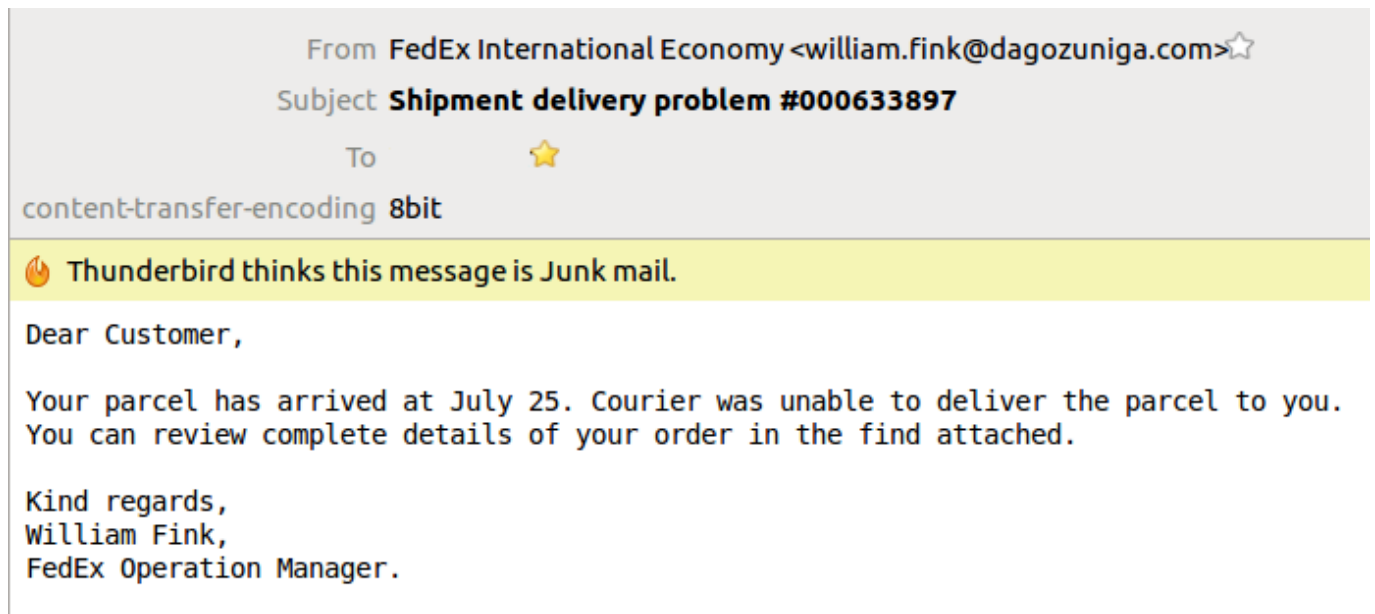 From FedEx International Economy <william.fink@dagozuniga.com>
Subject Shipment delivery problem #000633897
To
content-transfer-encoding 8bit
Thunderbird thinks this message is Junk mail.
Dear Customer,
Your parcel has arrived at July 25. Courier was unable to deliver the parcel to you.
You can review complete details of your order in the find attached.
Kind regards,
William Fink,
FedEx Operation Manager.